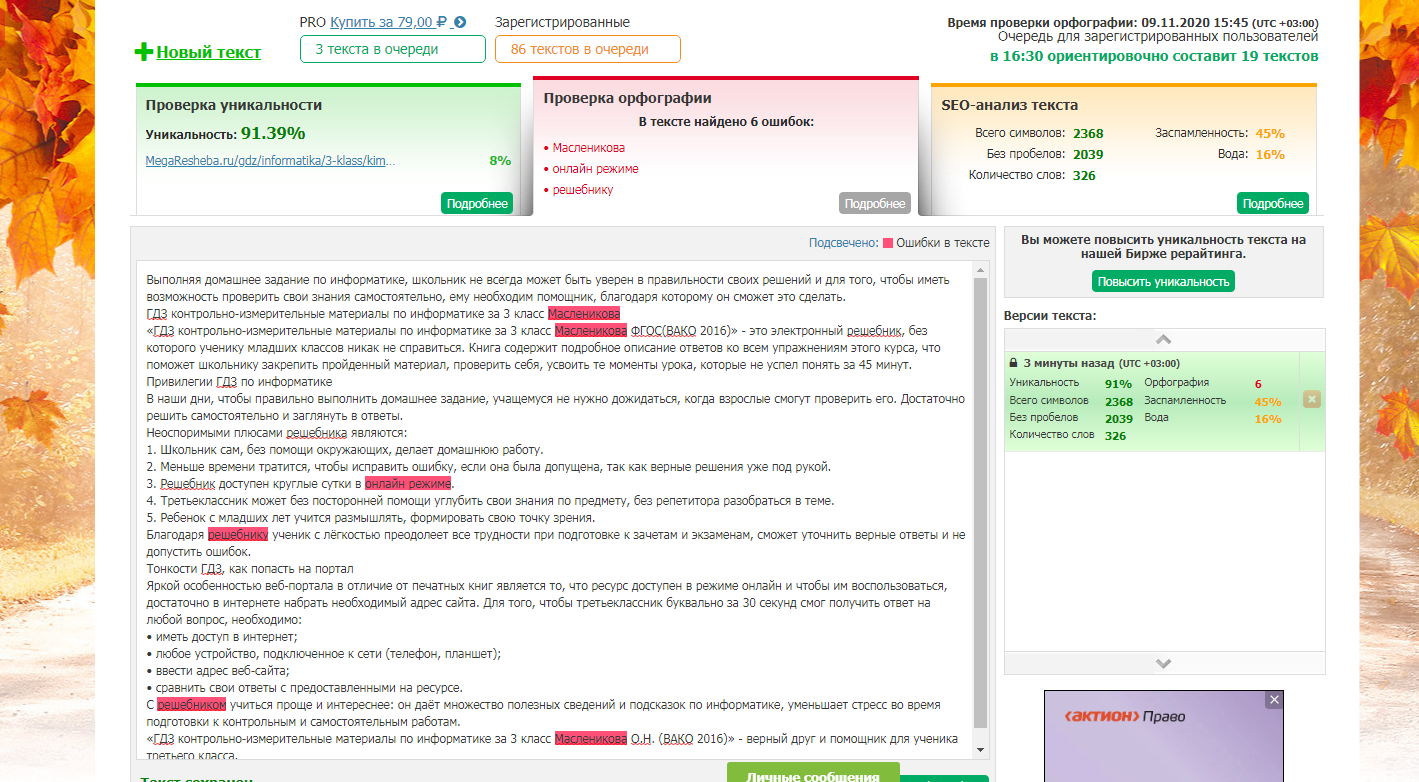 Новый текст
PRO Купить за 79,00 ₽
3 текста в очереди
Зарегистрированные
86 текстов в очереди
Время проверки орфографии: 09.11.2020 15:45 (UTC +03:00)
Очередь для зарегистрированных пользователей
в 16:30 ориентировочно составит 19 текстов
Проверка уникальности
Уникальность: 91.39%
MegaResheba.ru/gdz/informatika/3-klass/kim... 8%
Подробнее
Проверка орфографии
В тексте найдено 6 ошибок:
• Масленикова
• онлайн режиме
• решебнику
Подробнее
SEO-анализ текста
Всего символов: 2368 Заспамленность: 45%
Без пробелов: 2039 Вода: 16%
Количество слов: 326
Подробнее
Подсвечено: Ошибки в тексте
Выполняя домашнее задание по информатике, школьник не всегда может быть уверен в правильности своих решений и для того, чтобы иметь
возможность проверить свои знания самостоятельно, ему необходим помощник, благодаря которому он сможет это сделать.
ГДЗ контрольно-измерительные материалы по информатике за 3 класс Масленикова
«ГДЗ контрольно-измерительные материалы по информатике за 3 класс Масленикова ФГОС(ВАКО 2016)» - это электронный решебник, без
которого ученику младших классов никак не справиться. Книга содержит подробное описание ответов ко всем упражнениям этого курса, что
поможет школьнику закрепить пройденный материал, проверить себя, усвоить те моменты урока, которые не успел понять за 45 минут.
Привилегии ГДЗ по информатике
В наши дни, чтобы правильно выполнить домашнее задание, учащемуся не нужно дожидаться, когда взрослые смогут проверить его. Достаточно
решить самостоятельно и заглянуть в ответы.
Неоспоримыми плюсами решебника являются:
1. Школьник сам, без помощи окружающих, делает домашнюю работу.
2. Меньше времени тратится, чтобы исправить ошибку, если она была допущена, так как верные решения уже под рукой.
3. Решебник доступен круглые сутки в онлайн режиме.
4. Третьеклассник может без посторонней помощи углубить свои знания по предмету, без репетитора разобраться в теме.
5. Ребенок с младших лет учится размышлять, формировать свою точку зрения.
Благодаря решебнику ученик с лёгкостью преодолеет все трудности при подготовке к зачетам и экзаменам, сможет уточнить верные ответы и не
допустить ошибок.
Тонкости ГДЗ, как попасть на портал
Яркой особенностью веб-портала в отличие от печатных книг является то, что ресурс доступен в режиме онлайн и чтобы им воспользоваться,
достаточно в интернете набрать необходимый адрес сайта. Для того, чтобы третьеклассник буквально за 30 секунд смог получить ответ на
любой вопрос, необходимо:
• иметь доступ в интернет;
• любое устройство, подключенное к сети (телефон, планшет);
• ввести адрес веб-сайта;
• сравнить свои ответы с предоставленными на ресурсе.
С решебником учиться проще и интереснее: он даёт множество полезных сведений и подсказок по информатике, уменьшает стресс во время
подготовки к контрольным и самостоятельным работам.
«ГДЗ контрольно-измерительные материалы по информатике за 3 класс Масленикова О.Н. (ВАКО 2016)» - верный друг и помощник для ученика
третьего класса.
Текст сохранен
Личные сообщения
Вы можете повысить уникальность текста на
нашей Бирже рерайтинга.
Повысить уникальность
Версии текста:
3 минуты назад (UTC +03:00)
Уникальность 91% Орфография 6
Всего символов 2368 Заспамленность 45%
Без пробелов 2039 Вода 16%
Количество слов 326
‹актион› Право